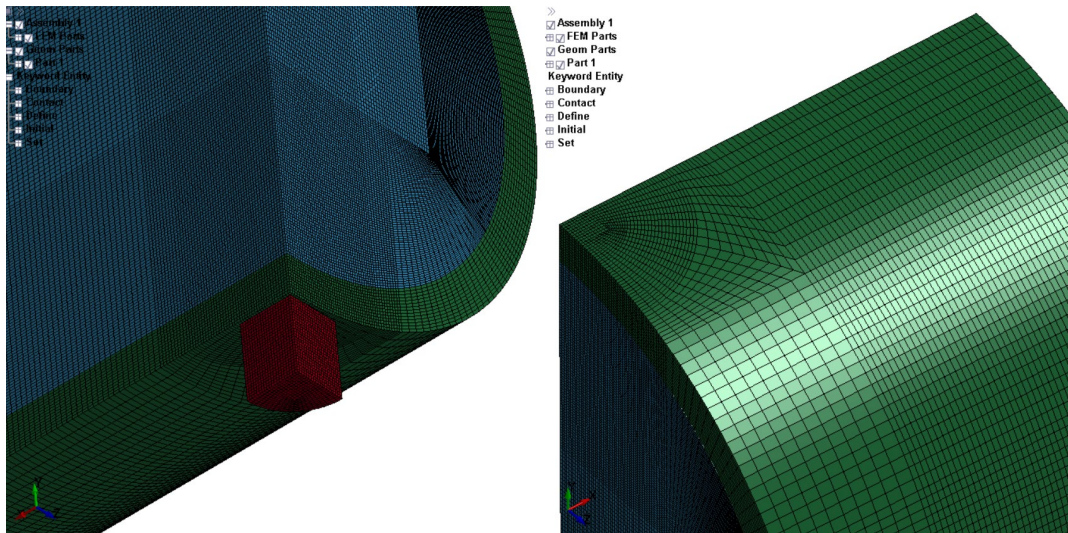 Assembly 1
FEM Parts
Geom Parts
Part 1
Keyword Entity
Boundary
Contact
Define
Initial
Set
Assembly 1
FEM Parts
Geom Parts
Part 1
Keyword Entity
Boundary
Contact
Define
Initial
Set